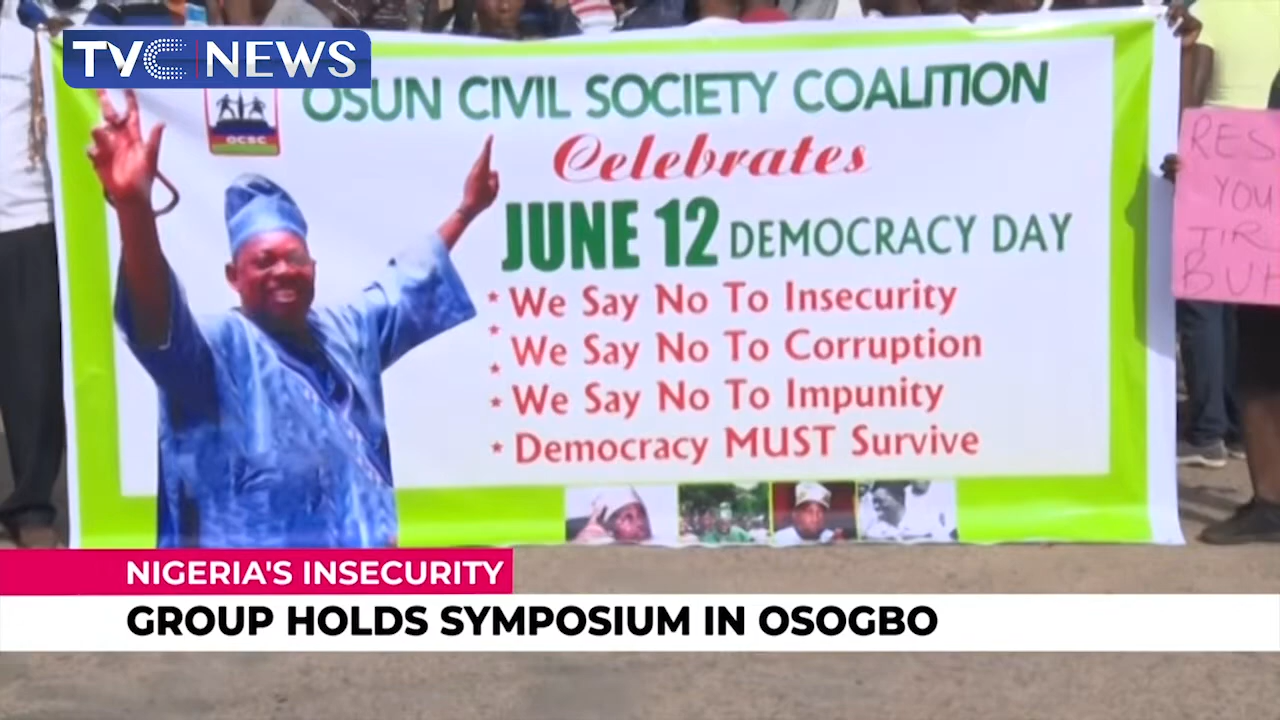 TVC NEWS
OCSC
OSUN CIVIL SOCIETY COALITION
Celebrates
JUNE 12 DEMOCRACY DAY
* We Say No To Insecurity
* We Say No To Corruption
* We Say No To Impunity
* Democracy MUST Survive
YOU
NIGERIA'S INSECURITY
GROUP HOLDS SYMPOSIUM IN OSOGBO